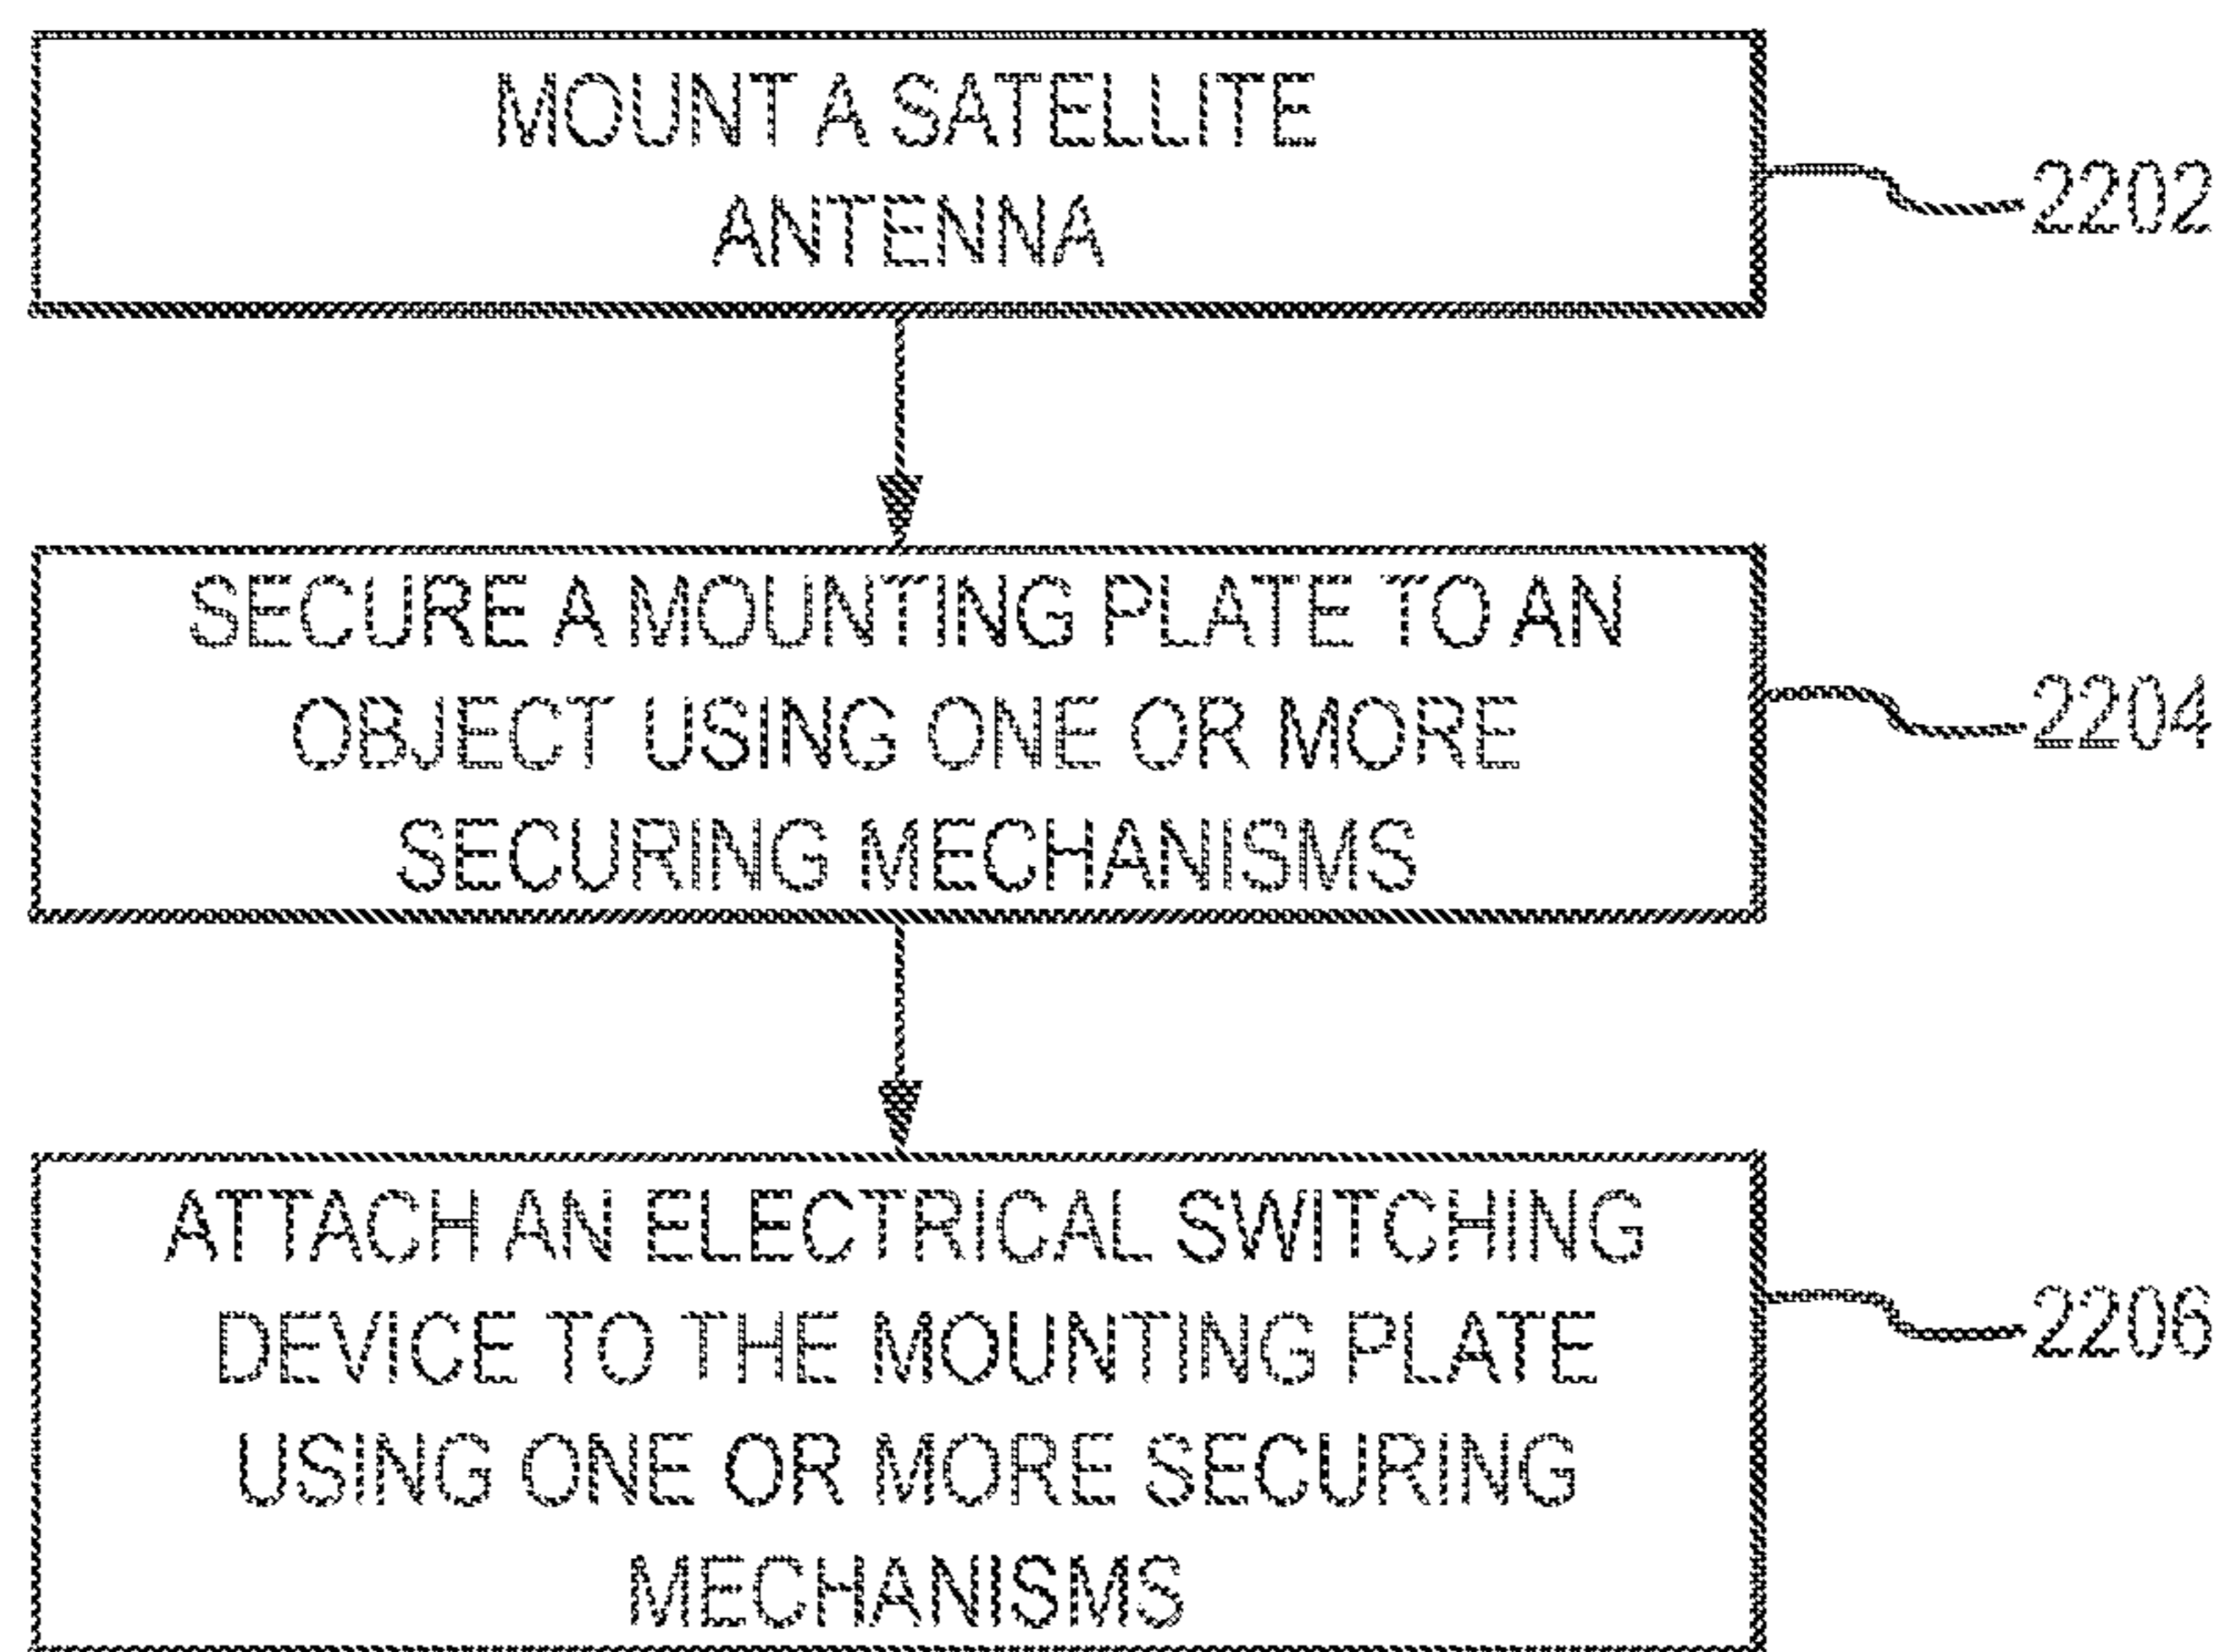 MOUNT A SATELLITE
ANTENNA
2202
SECURE A MOUNTING PLATE TO AN
OBJECT USING ONE OR MORE
SECURING MECHANISMS
2204
ATTACH AN ELECTRICAL SWITCHING
DEVICE TO THE MOUNTING PLATE
USING ONE OR MORE SECURING
MECHANISMS
2206